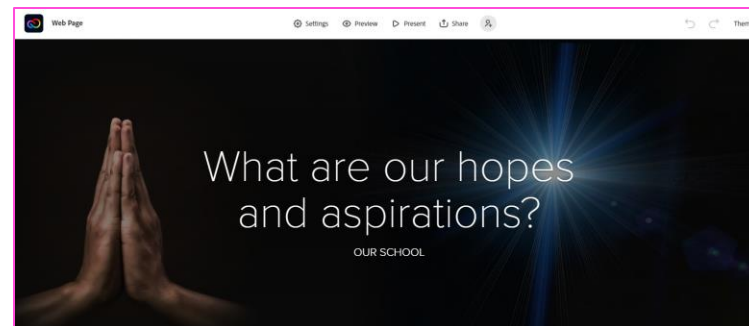 Web Page
Settings Preview Present Share
What are our hopes
and aspirations?
OUR SCHOOL